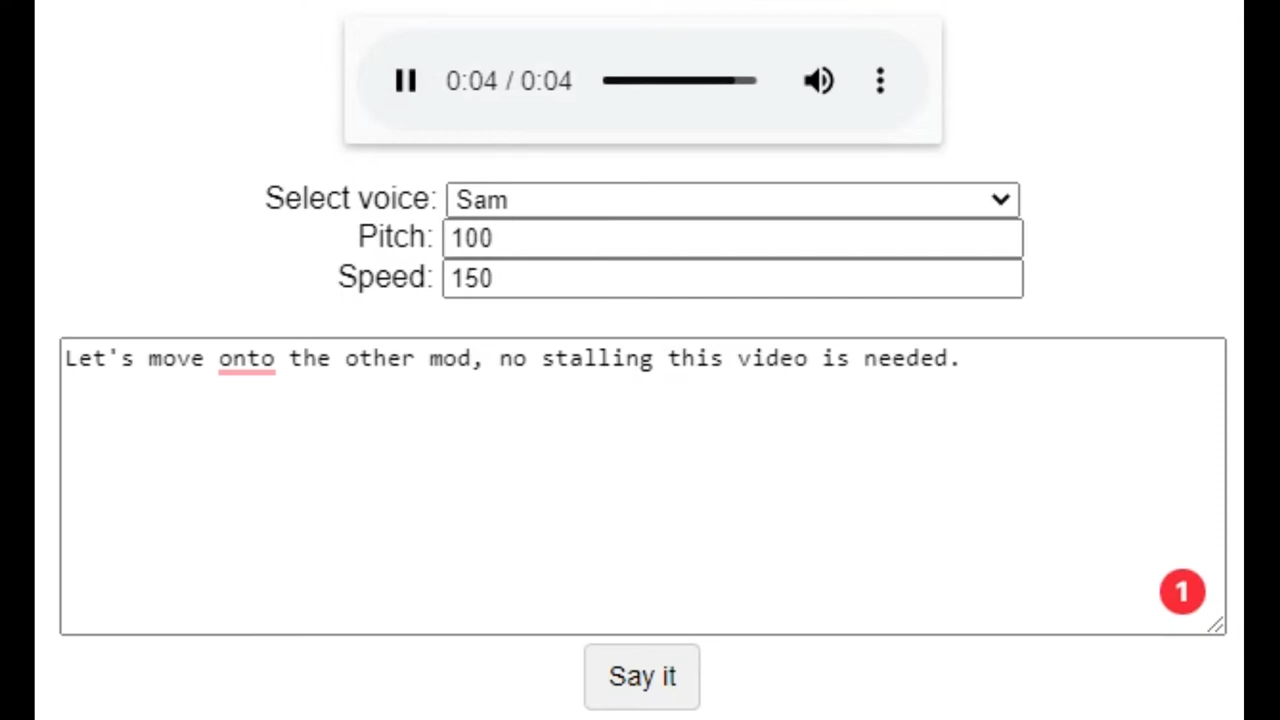 0:04 / 0:04
Select voice: Sam
Pitch: 100
Speed: 150
Let's move onto the other mod, no stalling this video is needed.
1
Say it